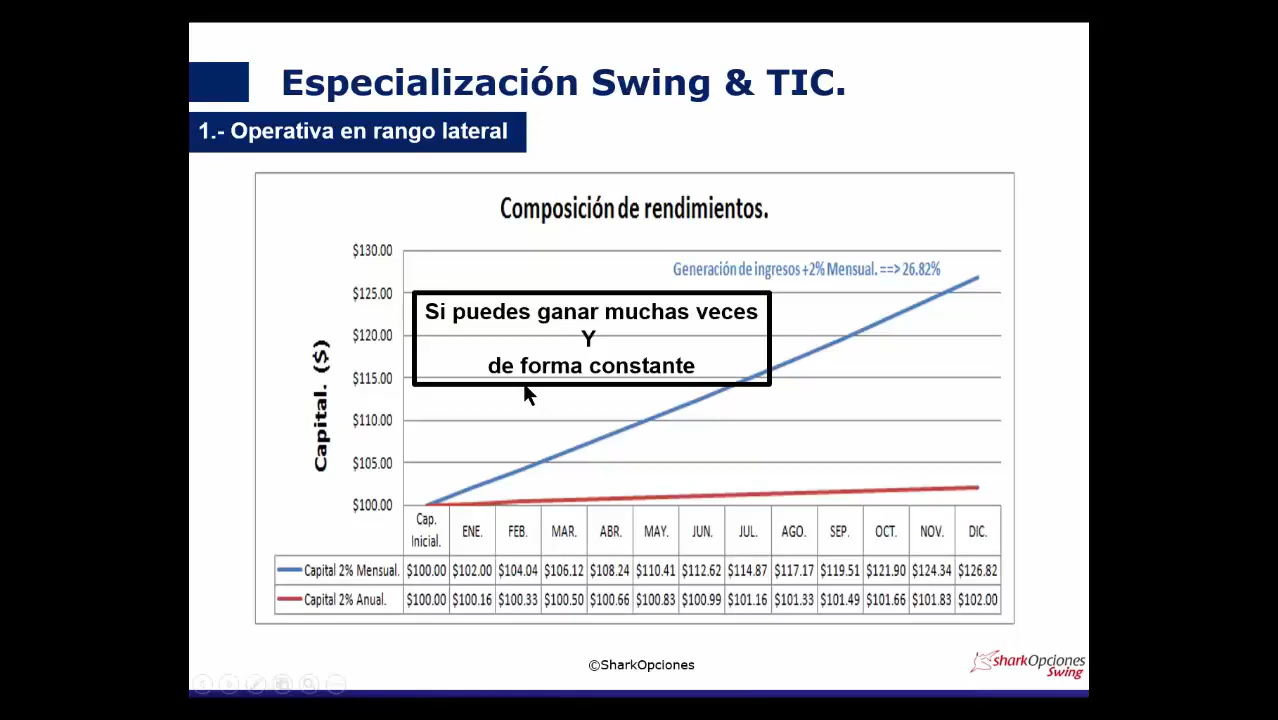 Especialización Swing & TIC.
1.- Operativa en rango lateral
Composición de rendimientos.
Generación de ingresos +2% Mensual. ==> 26.82%
Si puedes ganar muchas veces
Y
de forma constante
Capital. ($)
$130.00
$125.00
$120.00
$115.00
$110.00
$105.00
$100.00
Cap. Inicial. ENE. FEB. MAR. ABR. MAY. JUN. JUL. AGO. SEP. OCT. NOV. DIC.
Capital 2% Mensual. $100.00 $102.00 $104.04 $106.12 $108.24 $110.41 $112.62 $114.87 $117.17 $119.51 $121.90 $124.34 $126.82
Capital 2% Anual. $100.00 $100.16 $100.33 $100.50 $100.66 $100.83 $100.99 $101.16 $101.33 $101.49 $101.66 $101.83 $102.00
©SharkOpciones
sharkOpciones
Swing